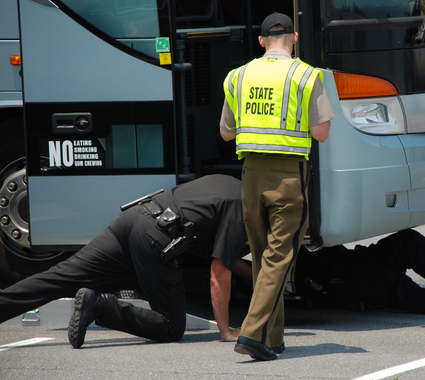 STATE
POLICE
NO EATING
SMOKING
DRINKING
GUM CHEWING